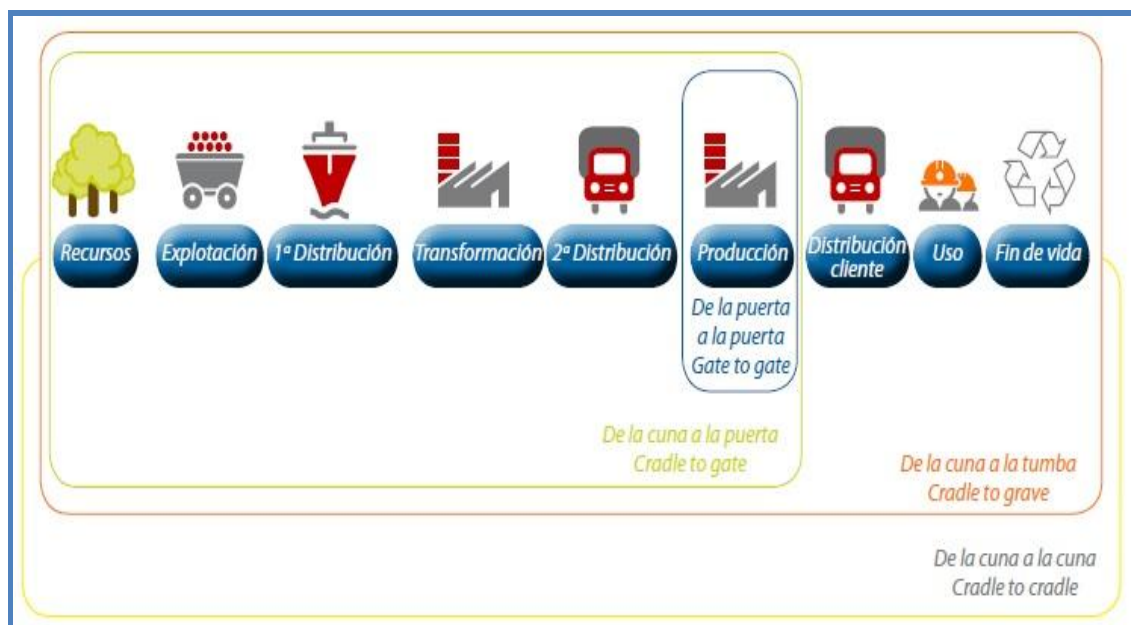 Recursos
Explotación
1ª Distribución
Transformación
2ª Distribución
Producción
Distribución
cliente
Uso
Fin de vida
De la puerta
a la puerta
Gate to gate
De la cuna a la puerta
Cradle to gate
De la cuna a la tumba
Cradle to grave
De la cuna a la cuna
Cradle to cradle